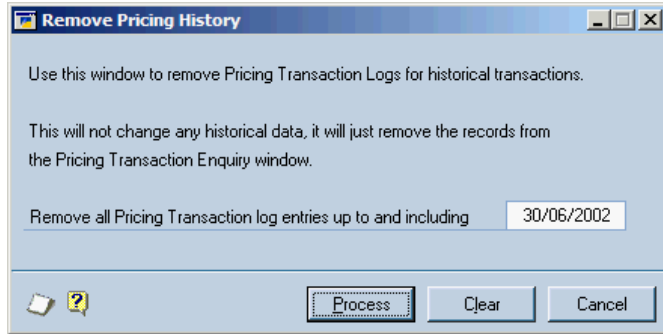 Remove Pricing History
Use this window to remove Pricing Transaction Logs for historical transactions.
This will not change any historical data, it will just remove the records from
the Pricing Transaction Enquiry window.
Remove all Pricing Transaction log entries up to and including 30/06/2002
Process Clear Cancel